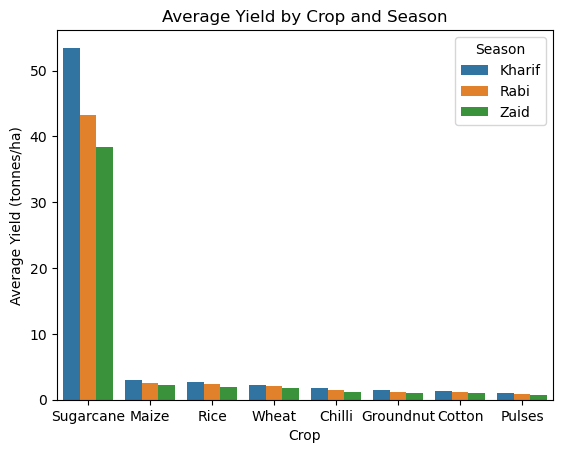 Average Yield by Crop and Season
Season
Kharif
Rabi
Zaid
Average Yield (tonnes/ha)
50
40
30
20
10
0
Sugarcane Maize Rice Wheat Chilli Groundnut Cotton Pulses
Crop